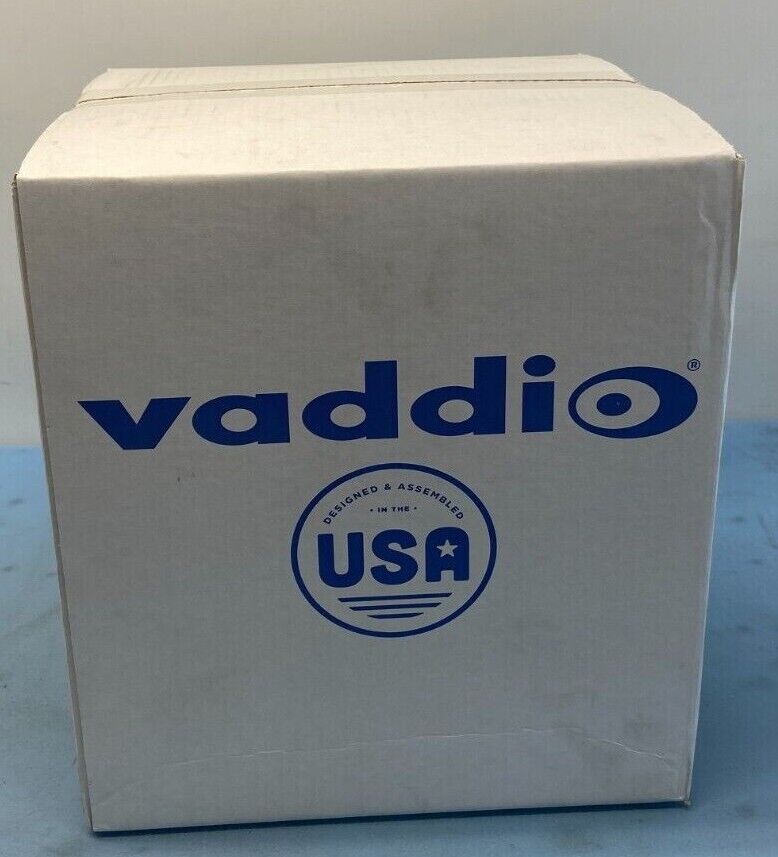 vaddio®
DESIGNED & ASSEMBLED
• IN THE •
USA